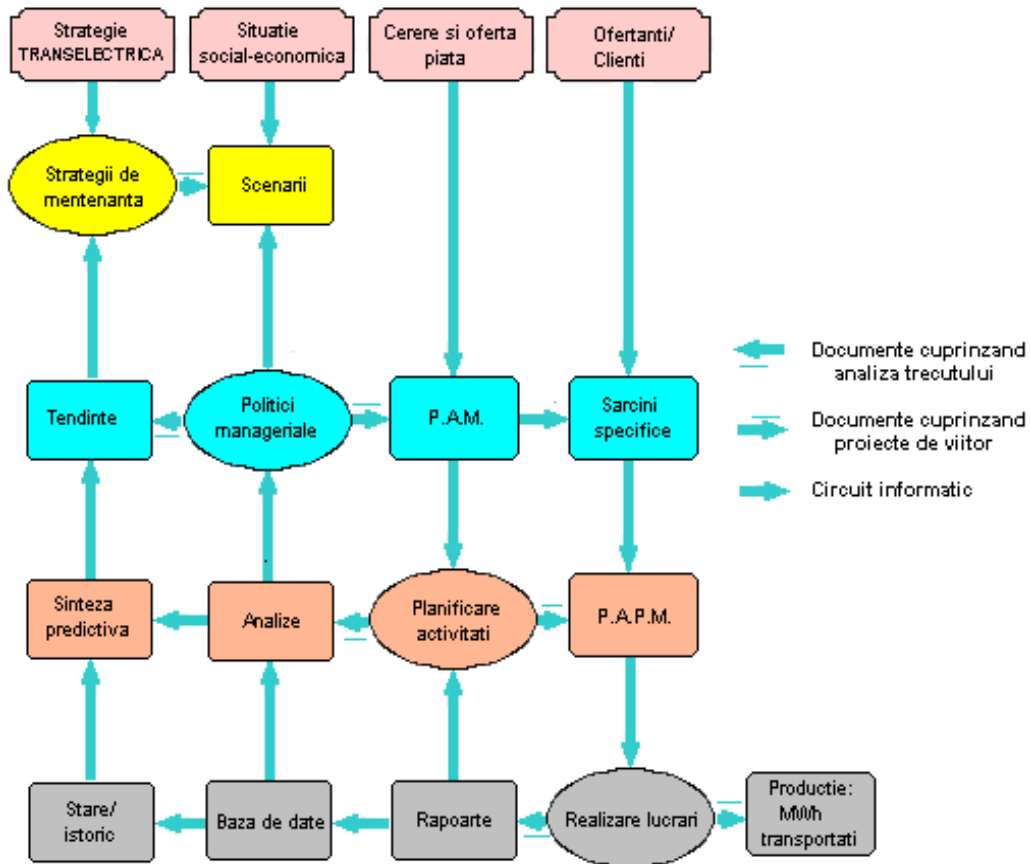 Strategie
TRANSELECTRICA
Situatie
social-economica
Cerere si oferta
piata
Ofertanti/
Clienti
Strategii de
mentenanta
Scenarii
Tendinte
Politici
manageriale
P.A.M.
Sarcini
specifice
Documente cuprinzand
analiza trecutului
Documente cuprinzand
proiecte de viitor
Circuit informatic
Sinteza
predictiva
Analize
Planificare
activitati
P.A.P.M.
Stare/
istoric
Baza de date
Rapoarte
Realizare lucrari
Productie:
MWh
transportati